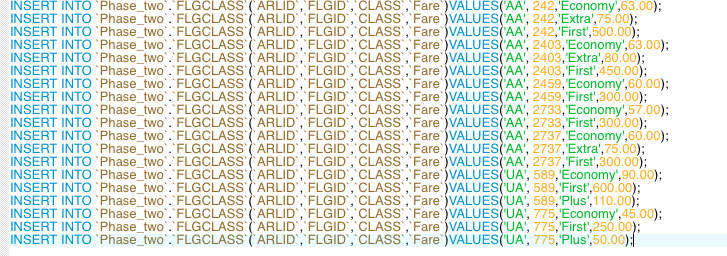 INSERT INTO `Phase_two`.`FLGCLASS`(`ARLID`,`FLGID`,`CLASS`,`Fare`)VALUES('AA', 242,'Economy',63.00);
INSERT INTO `Phase_two`.`FLGCLASS`(`ARLID`,`FLGID`,`CLASS`,`Fare`)VALUES('AA', 242,'Extra',75.00);
INSERT INTO `Phase_two`.`FLGCLASS`(`ARLID`,`FLGID`,`CLASS`,`Fare`)VALUES('AA', 242,'First',500.00);
INSERT INTO `Phase_two`.`FLGCLASS`(`ARLID`,`FLGID`,`CLASS`,`Fare`)VALUES('AA', 2403,'Economy',63.00);
INSERT INTO `Phase_two`.`FLGCLASS`(`ARLID`,`FLGID`,`CLASS`,`Fare`)VALUES('AA', 2403,'Extra',80.00);
INSERT INTO `Phase_two`.`FLGCLASS`(`ARLID`,`FLGID`,`CLASS`,`Fare`)VALUES('AA', 2403,'First',450.00);
INSERT INTO `Phase_two`.`FLGCLASS`(`ARLID`,`FLGID`,`CLASS`,`Fare`)VALUES('AA', 2459,'Economy',60.00);
INSERT INTO `Phase_two`.`FLGCLASS`(`ARLID`,`FLGID`,`CLASS`,`Fare`)VALUES('AA', 2459,'First',300.00);
INSERT INTO `Phase_two`.`FLGCLASS`(`ARLID`,`FLGID`,`CLASS`,`Fare`)VALUES('AA', 2733,'Economy',57.00);
INSERT INTO `Phase_two`.`FLGCLASS`(`ARLID`,`FLGID`,`CLASS`,`Fare`)VALUES('AA', 2733,'First',300.00);
INSERT INTO `Phase_two`.`FLGCLASS`(`ARLID`,`FLGID`,`CLASS`,`Fare`)VALUES('AA', 2737,'Economy',60.00);
INSERT INTO `Phase_two`.`FLGCLASS`(`ARLID`,`FLGID`,`CLASS`,`Fare`)VALUES('AA', 2737,'Extra',75.00);
INSERT INTO `Phase_two`.`FLGCLASS`(`ARLID`,`FLGID`,`CLASS`,`Fare`)VALUES('AA', 2737,'First',300.00);
INSERT INTO `Phase_two`.`FLGCLASS`(`ARLID`,`FLGID`,`CLASS`,`Fare`)VALUES('UA', 589,'Economy',90.00);
INSERT INTO `Phase_two`.`FLGCLASS`(`ARLID`,`FLGID`,`CLASS`,`Fare`)VALUES('UA', 589,'First',600.00);
INSERT INTO `Phase_two`.`FLGCLASS`(`ARLID`,`FLGID`,`CLASS`,`Fare`)VALUES('UA', 589,'Plus',110.00);
INSERT INTO `Phase_two`.`FLGCLASS`(`ARLID`,`FLGID`,`CLASS`,`Fare`)VALUES('UA', 775,'Economy',45.00);
INSERT INTO `Phase_two`.`FLGCLASS`(`ARLID`,`FLGID`,`CLASS`,`Fare`)VALUES('UA', 775,'First',250.00);
INSERT INTO `Phase_two`.`FLGCLASS`(`ARLID`,`FLGID`,`CLASS`,`Fare`)VALUES('UA', 775,'Plus',50.00);